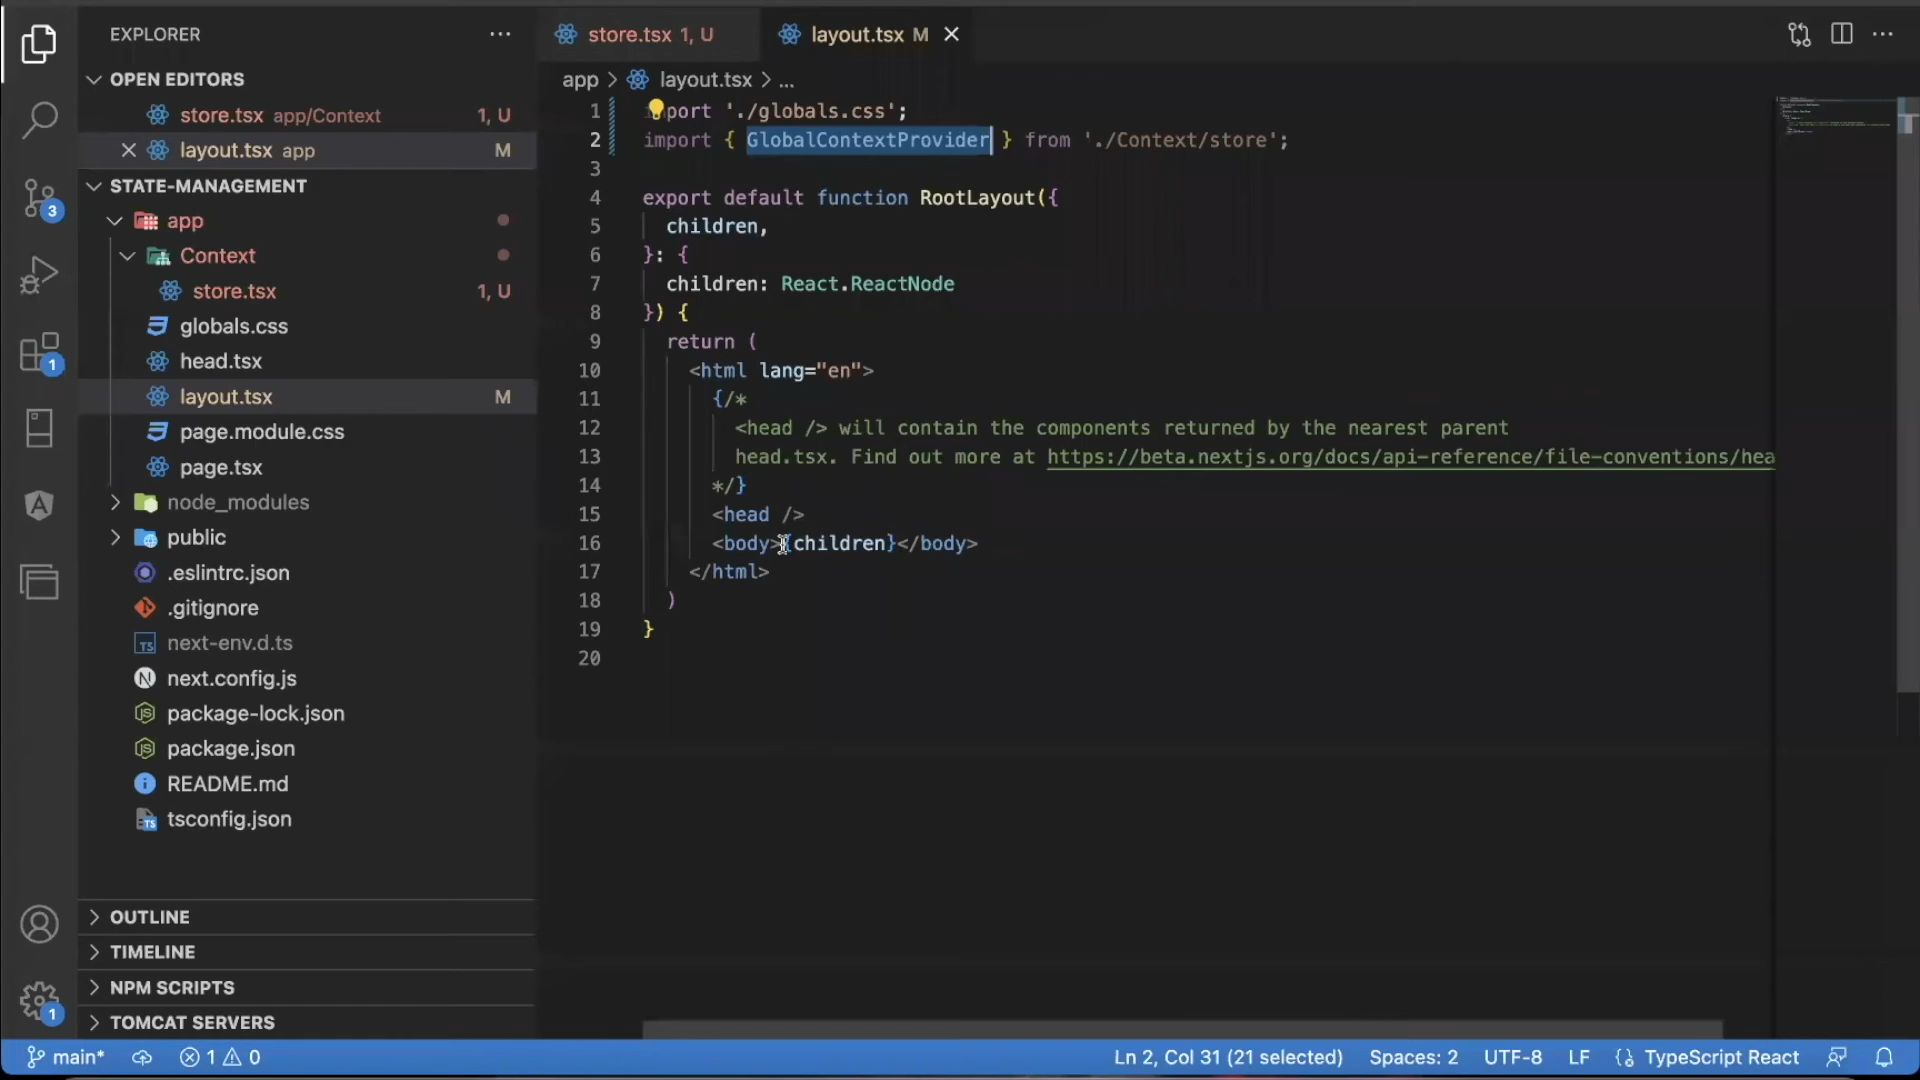 EXPLORER
OPEN EDITORS
store.tsx app/Context 1, U
layout.tsx app M
STATE-MANAGEMENT
app
Context
store.tsx 1, U
globals.css
head.tsx
layout.tsx M
page.module.css
page.tsx
node_modules
public
.eslintrc.json
.gitignore
TS next-env.d.ts
N next.config.js
JS package-lock.json
JS package.json
README.md
TS tsconfig.json
OUTLINE
TIMELINE
NPM SCRIPTS
TOMCAT SERVERS
3
1
1
store.tsx 1, U
layout.tsx M
app > layout.tsx > ...
1 port './globals.css';
2 import { GlobalContextProvider } from './Context/store';
3
4 export default function RootLayout({
5 children,
6 }: {
7 children: React.ReactNode
8 }) {
9 return (
10 <html lang="en">
11 {/*
12 <head /> will contain the components returned by the nearest parent
13 head.tsx. Find out more at https://beta.nextjs.org/docs/api-reference/file-conventions/hea
14 */}
15 <head />
16 <body>{children}</body>
17 </html>
18 )
19 }
20
main* 1 0 Ln 2, Col 31 (21 selected) Spaces: 2 UTF-8 LF {} TypeScript React